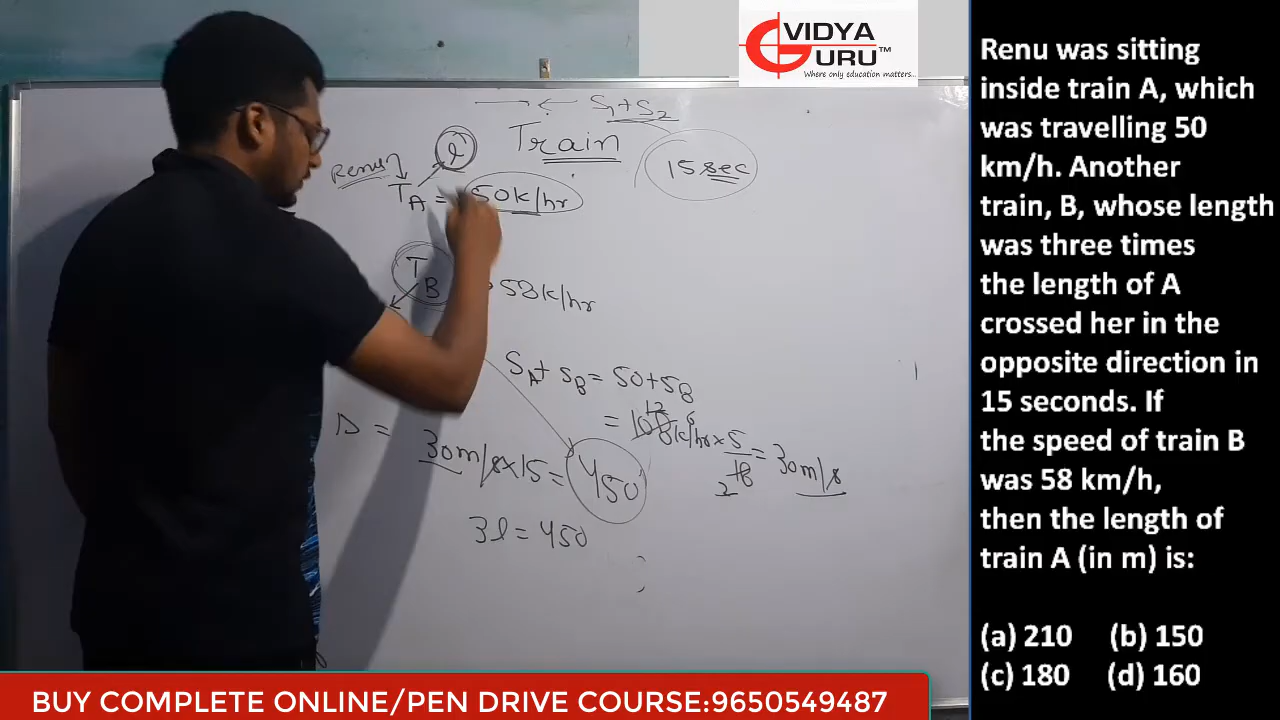 VIDYA
GURU™
Where only education matters...
S₁+S₂
Train
15 sec
Renu
l
T_A = 50k/hr
T_B
58k/hr
S_A + S_B = 50+58
= 108k/hr × 5/18 = 30m/s
12
6
2
D = 30m/s × 15 = 450
3l = 450
Renu was sitting
inside train A, which
was travelling 50
km/h. Another
train, B, whose length
was three times
the length of A
crossed her in the
opposite direction in
15 seconds. If
the speed of train B
was 58 km/h,
then the length of
train A (in m) is:
(a) 210 (b) 150
(c) 180 (d) 160
BUY COMPLETE ONLINE/PEN DRIVE COURSE:9650549487